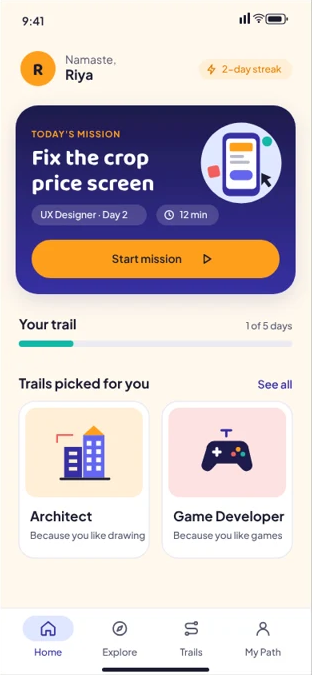 9:41
R
Namaste,
Riya
2-day streak
TODAY'S MISSION
Fix the crop
price screen
UX Designer · Day 2
12 min
Start mission
Your trail
1 of 5 days
Trails picked for you
See all
Architect
Because you like drawing
Game Developer
Because you like games
Home
Explore
Trails
My Path